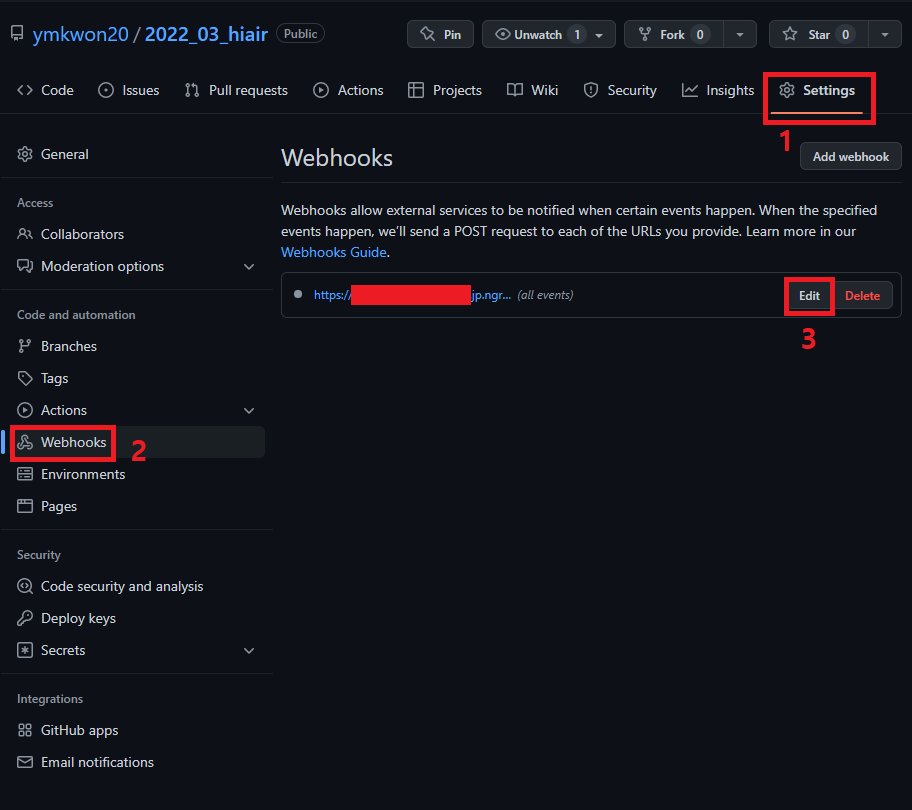 ymkwon20 / 2022_03_hiair Public Pin Unwatch 1 Fork 0 Star 0
Code Issues Pull requests Actions Projects Wiki Security Insights Settings
1
General
Webhooks
Add webhook
Access
Collaborators
Moderation options
Webhooks allow external services to be notified when certain events happen. When the specified
events happen, we'll send a POST request to each of the URLs you provide. Learn more in our
Webhooks Guide.
https:/ jp.ngr... (all events) Edit Delete
3
Code and automation
Branches
Tags
Actions
Webhooks 2
Environments
Pages
Security
Code security and analysis
Deploy keys
Secrets
Integrations
GitHub apps
Email notifications